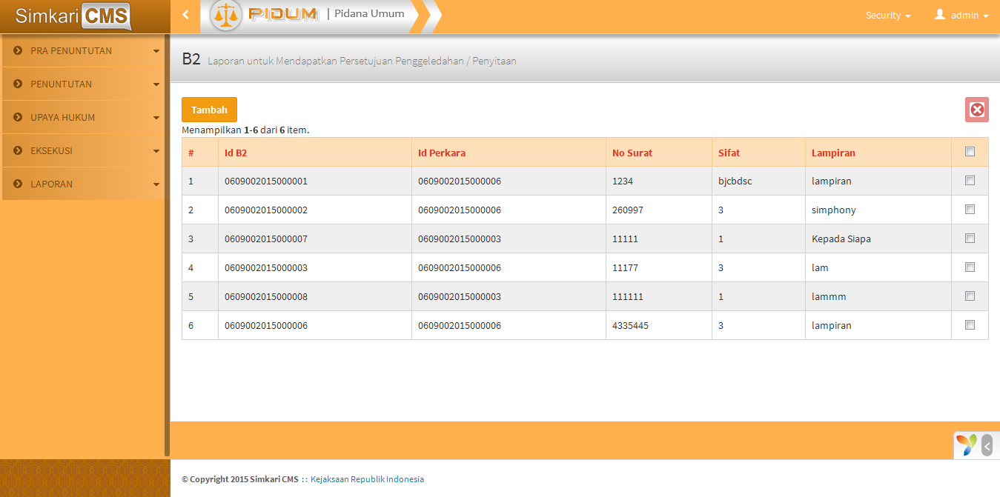 Simkari CMS
PIDUM | Pidana Umum
Security
admin
PRA PENUNTUTAN
PENUNTUTAN
UPAYA HUKUM
EKSEKUSI
LAPORAN
B2 Laporan untuk Mendapatkan Persetujuan Penggeledahan / Penyitaan
Tambah
Menampilkan 1-6 dari 6 item.
# Id B2 Id Perkara No Surat Sifat Lampiran
1 0609002015000001 0609002015000006 1234 bjcbdsc lampiran
2 0609002015000002 0609002015000006 260997 3 simphony
3 0609002015000007 0609002015000003 11111 1 Kepada Siapa
4 0609002015000003 0609002015000006 11177 3 lam
5 0609002015000008 0609002015000003 111111 1 lammm
6 0609002015000006 0609002015000006 4335445 3 lampiran
© Copyright 2015 Simkari CMS :: Kejaksaan Republik Indonesia